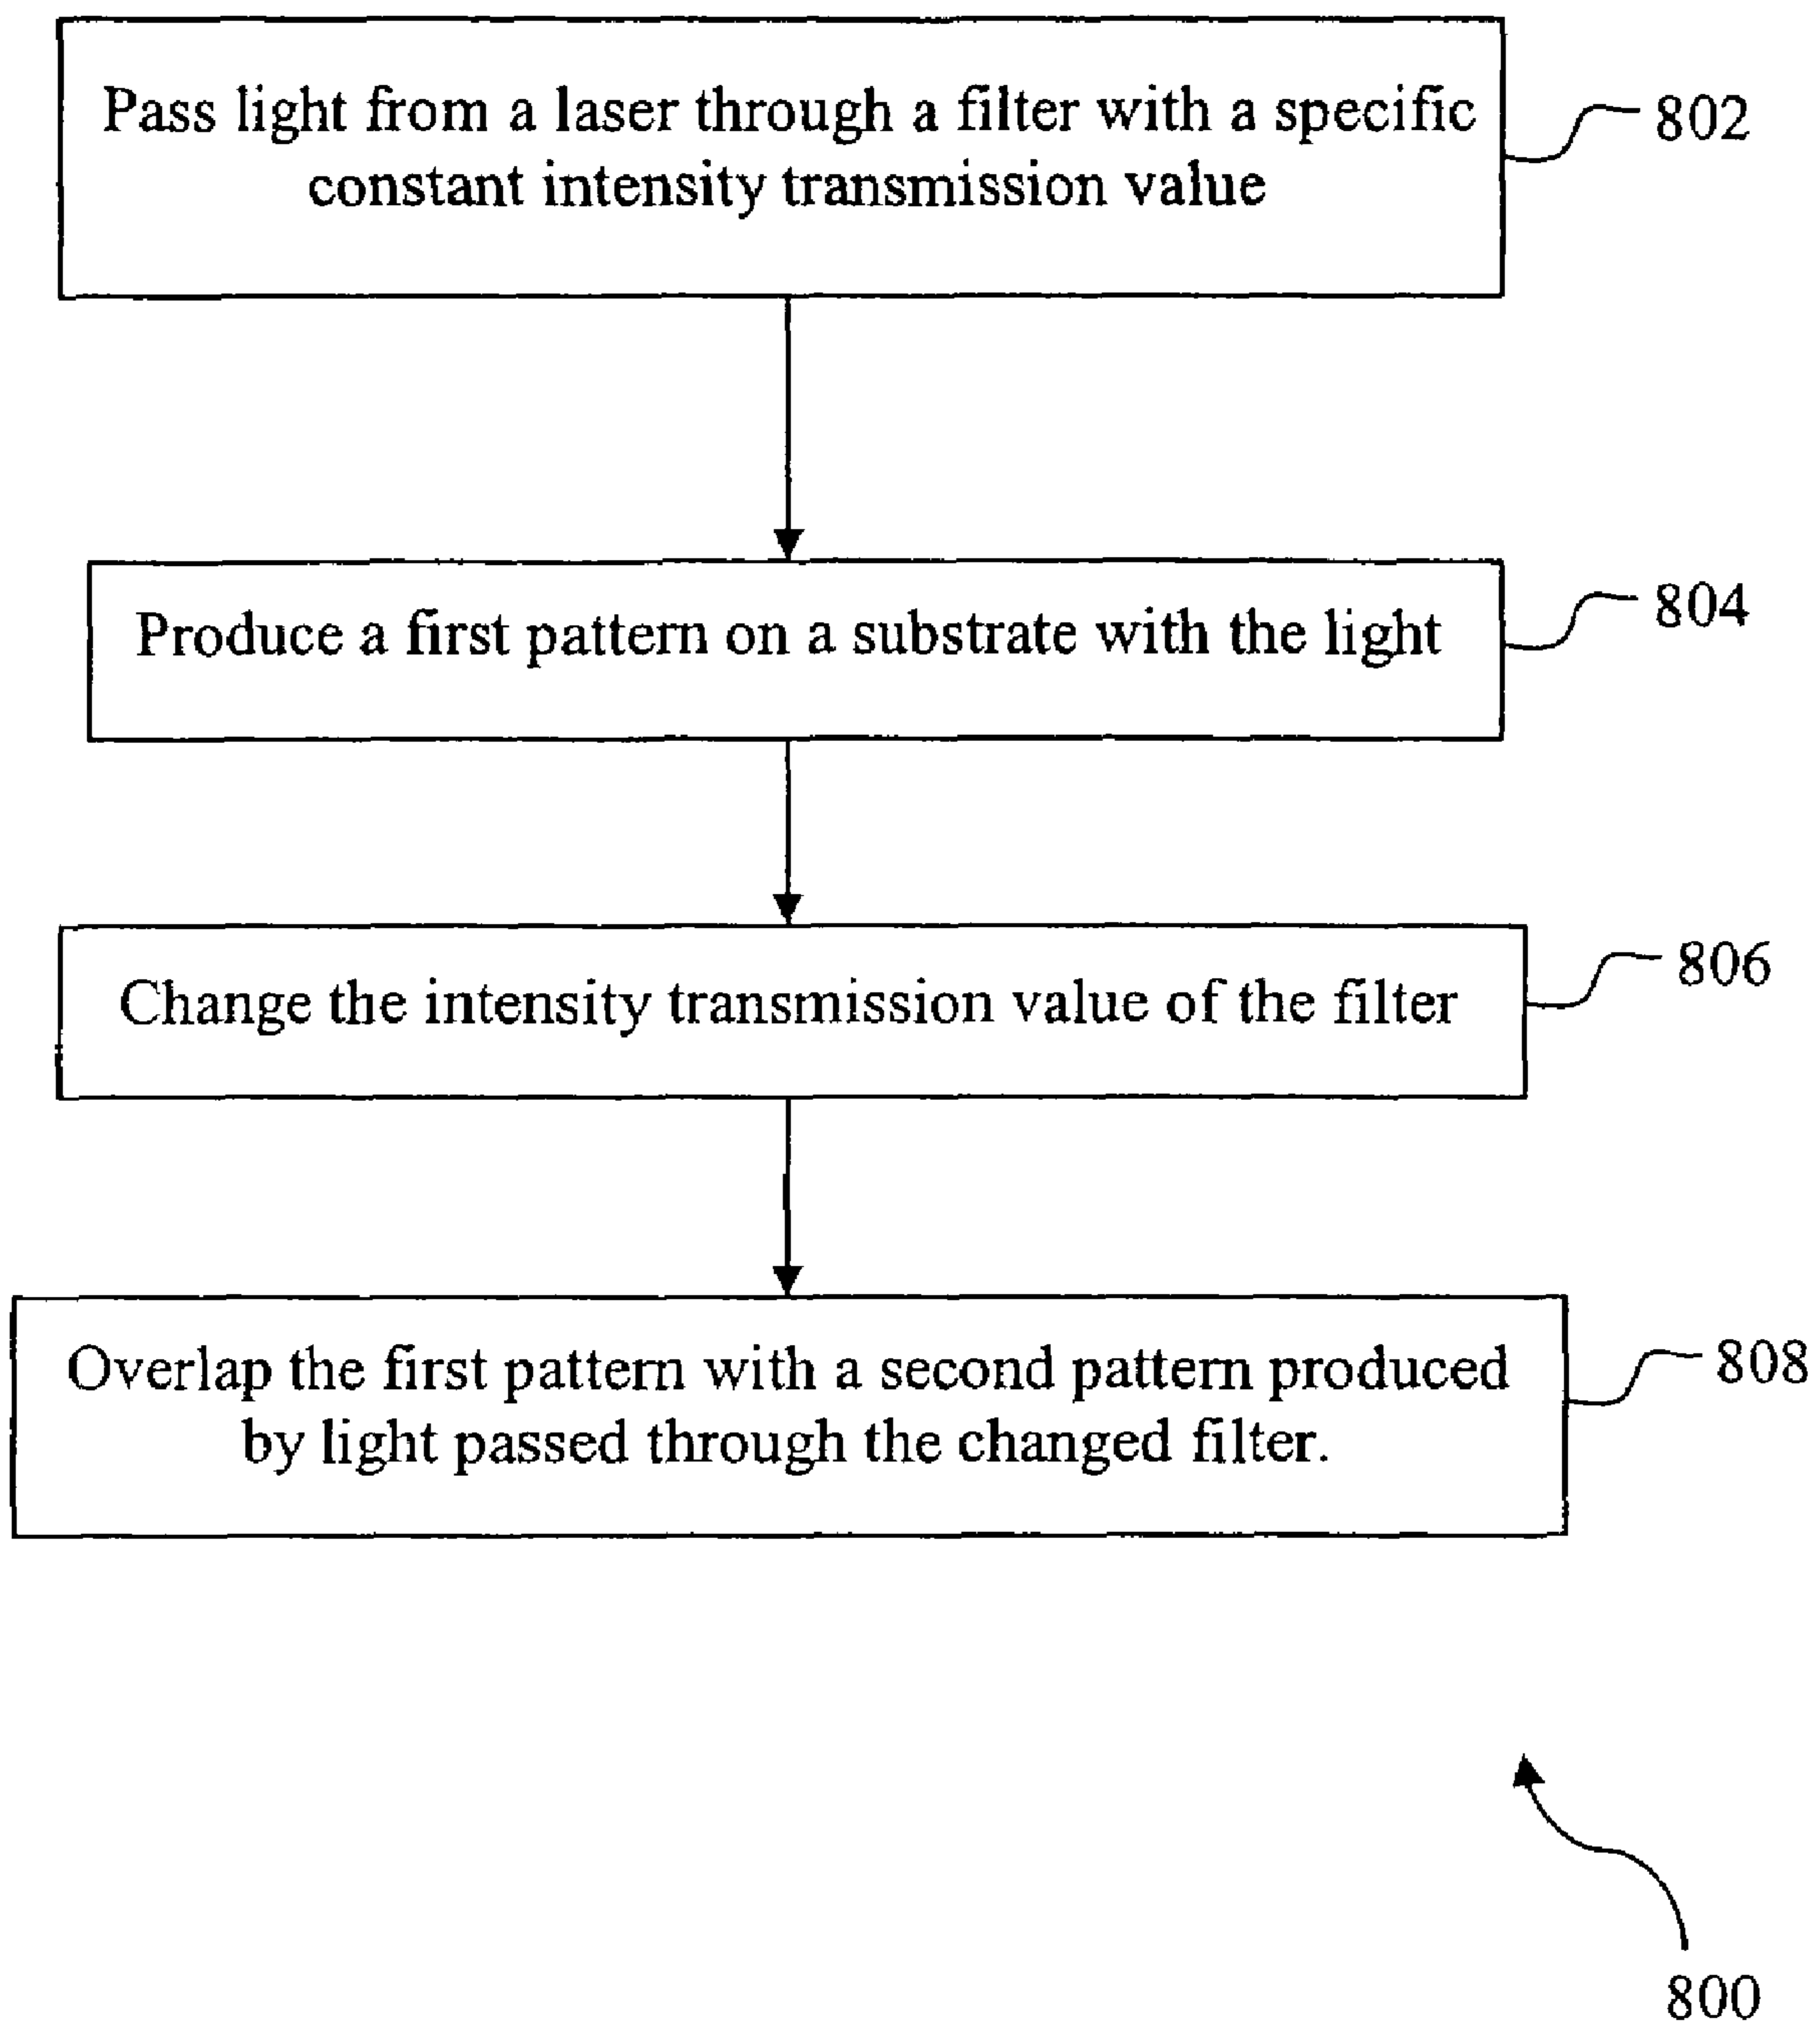 Pass light from a laser through a filter with a specific
constant intensity transmission value
802
Produce a first pattern on a substrate with the light
804
Change the intensity transmission value of the filter
806
Overlap the first pattern with a second pattern produced
by light passed through the changed filter.
808
800